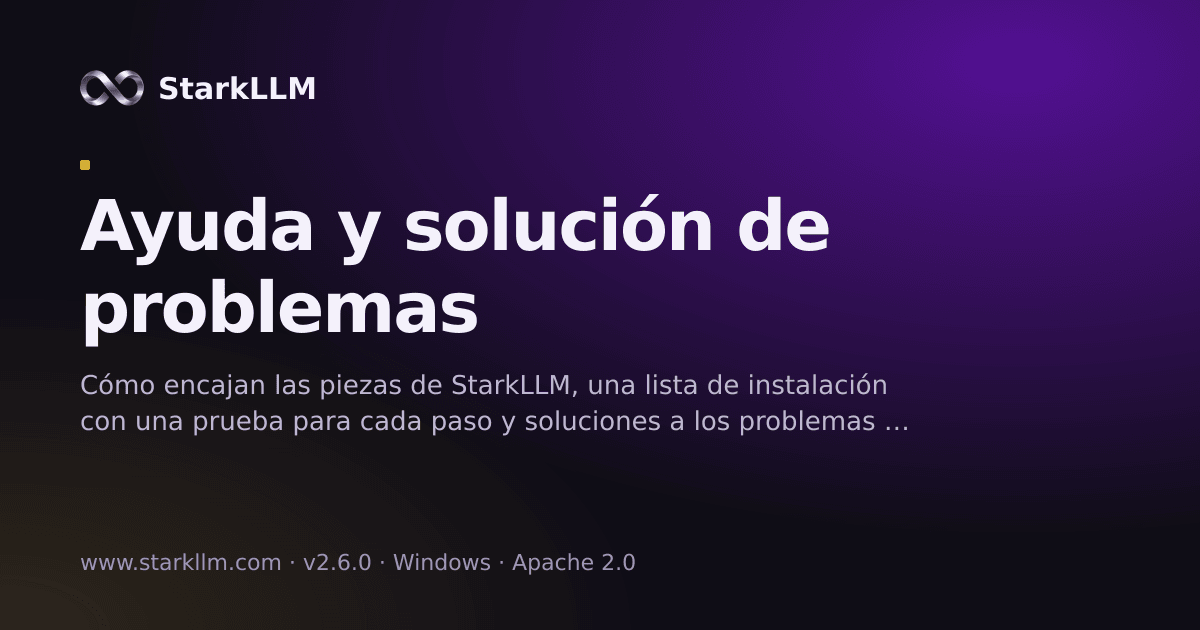 StarkLLM
Ayuda y solución de
problemas
Cómo encajan las piezas de StarkLLM, una lista de instalación
con una prueba para cada paso y soluciones a los problemas …
www.starkllm.com · v2.6.0 · Windows · Apache 2.0